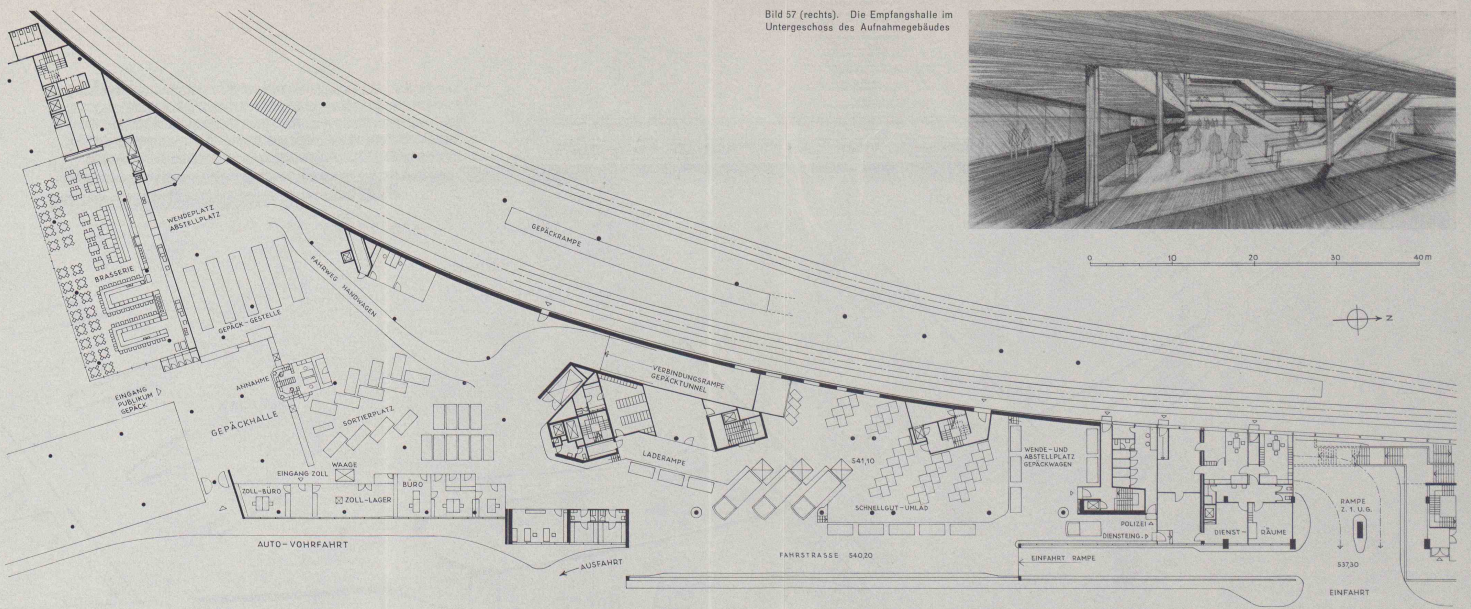 Bild 57 (rechts). Die Empfangshalle im
Untergeschoss des Aufnahmegebäudes
0 10 20 30 40 m
Z
WENDEPLATZ
ABSTELLPLATZ
GEPÄCKRAMPE
BRASSERIE
FAHRWEG HANDWAGEN
GEPÄCK-GESTELLE
EINGANG
PUBLIKUM
GEPÄCK
ANNAHME
GEPÄCKHALLE
SORTIERPLATZ
VERBINDUNGSRAMPE
GEPÄCKTUNNEL
LADERAMPE
541,10
WENDE- UND
ABSTELLPLATZ
GEPÄCKWAGEN
EINGANG ZOLL
WAAGE
ZOLL-BÜRO
ZOLL-LAGER
BÜRO
SCHNELLGUT-UMLAD
RAMPE
Z. 1. U.G.
POLIZEI
DIENSTEING.
DIENST-RÄUME
AUTO-VOHRFAHRT
FAHRSTRASSE 540,20
EINFAHRT RAMPE
537,30
AUSFAHRT
EINFAHRT